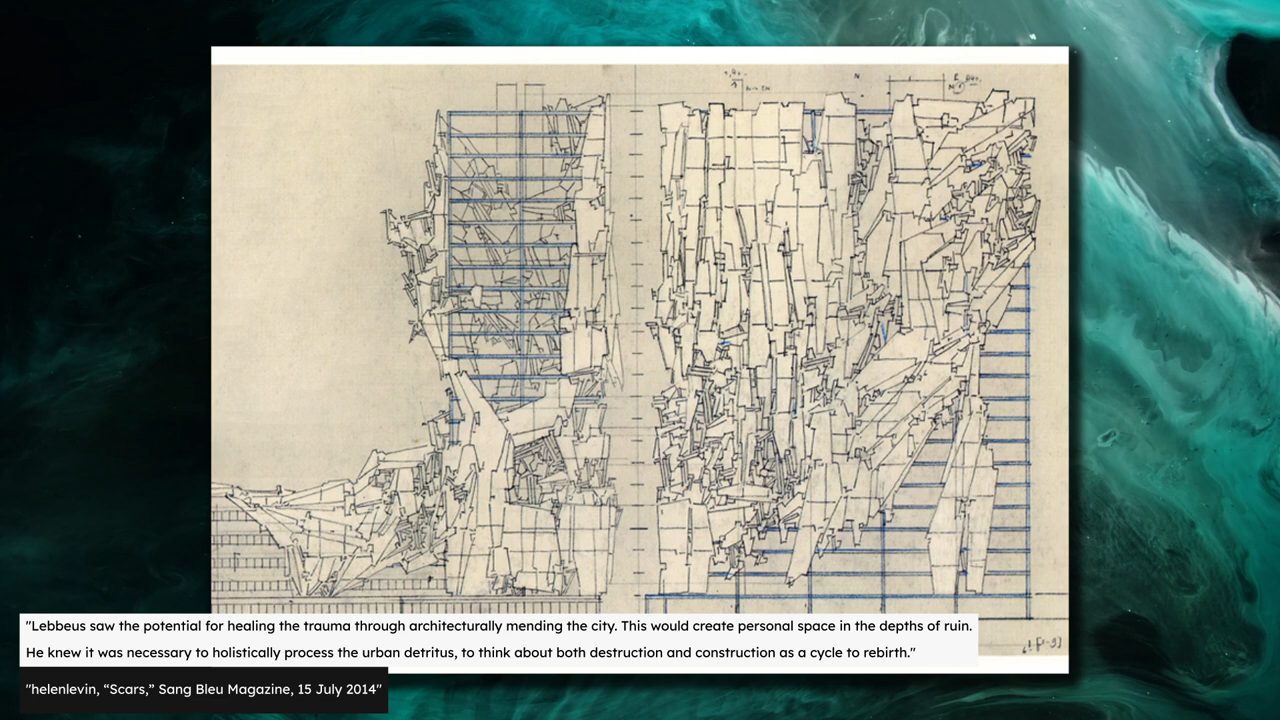 "Lebbeus saw the potential for healing the trauma through architecturally mending the city. This would create personal space in the depths of ruin.
He knew it was necessary to holistically process the urban detritus, to think about both destruction and construction as a cycle to rebirth."
"helenlevin, “Scars,” Sang Bleu Magazine, 15 July 2014"